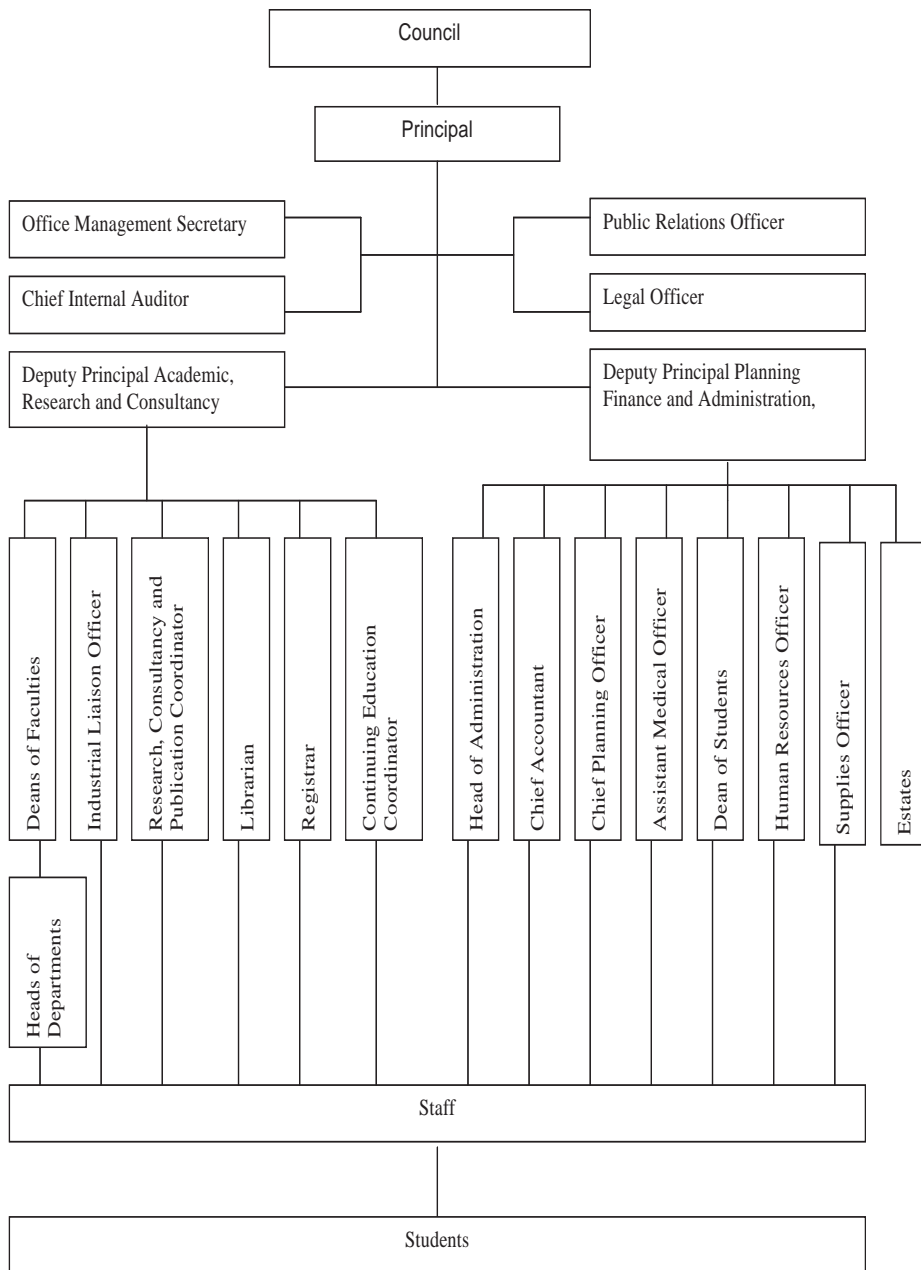 Council
Principal
Office Management Secretary
Public Relations Officer
Chief Internal Auditor
Legal Officer
Deputy Principal Academic,
Research and Consultancy
Deputy Principal Planning
Finance and Administration,
Deans of Faculties
Industrial Liaison Officer
Research, Consultancy and
Publication Coordinator
Librarian
Registrar
Continuing Education
Coordinator
Head of Administration
Chief Accountant
Chief Planning Officer
Assistant Medical Officer
Dean of Students
Human Resources Officer
Supplies Officer
Estates
Heads of
Departments
Staff
Students